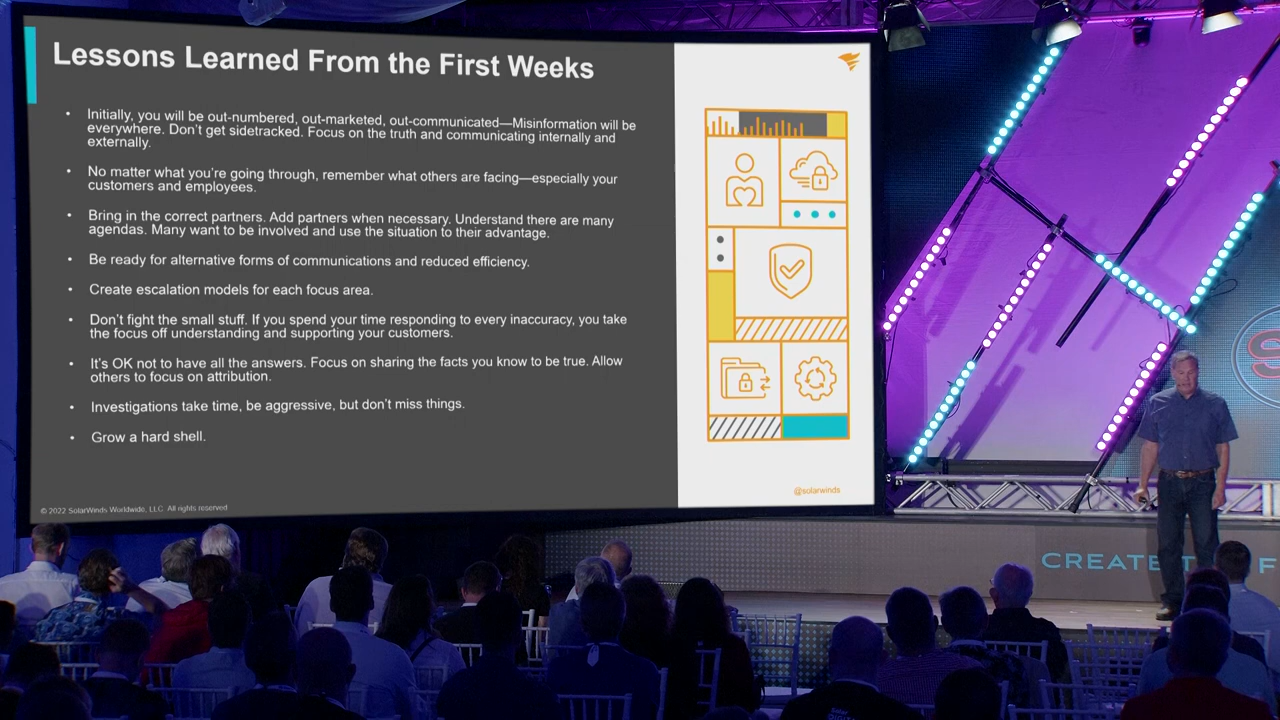 Lessons Learned From the First Weeks
• Initially, you will be out-numbered, out-marketed, out-communicated—Misinformation will be
everywhere. Don't get sidetracked. Focus on the truth and communicating internally and
externally.
• No matter what you're going through, remember what others are facing—especially your
customers and employees.
• Bring in the correct partners. Add partners when necessary. Understand there are many
agendas. Many want to be involved and use the situation to their advantage.
• Be ready for alternative forms of communications and reduced efficiency.
• Create escalation models for each focus area.
• Don't fight the small stuff. If you spend your time responding to every inaccuracy, you take
the focus off understanding and supporting your customers.
• It's OK not to have all the answers. Focus on sharing the facts you know to be true. Allow
others to focus on attribution.
• Investigations take time, be aggressive, but don't miss things.
• Grow a hard shell.
@solarwinds
© 2022 SolarWinds Worldwide, LLC. All rights reserved
CREATE T F